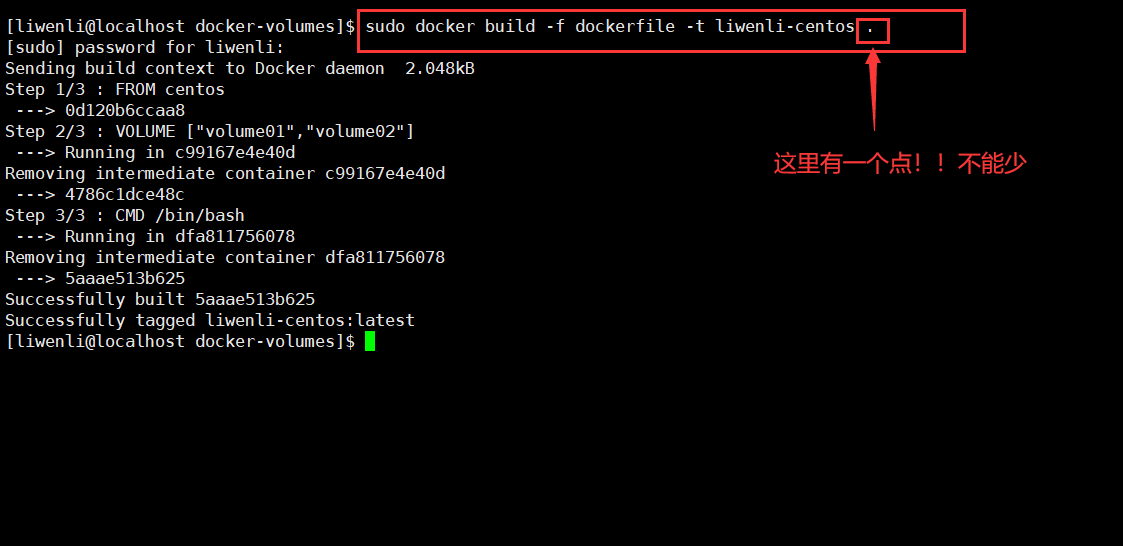 [liwenli@localhost docker-volumes]$ sudo docker build -f dockerfile -t liwenli-centos .
[sudo] password for liwenli:
Sending build context to Docker daemon  2.048kB
Step 1/3 : FROM centos
 ---> 0d120b6ccaa8
Step 2/3 : VOLUME ["volume01","volume02"]
 ---> Running in c99167e4e40d
这里有一个点！！不能少
Removing intermediate container c99167e4e40d
 ---> 4786c1dce48c
Step 3/3 : CMD /bin/bash
 ---> Running in dfa811756078
Removing intermediate container dfa811756078
 ---> 5aaae513b625
Successfully built 5aaae513b625
Successfully tagged liwenli-centos:latest
[liwenli@localhost docker-volumes]$